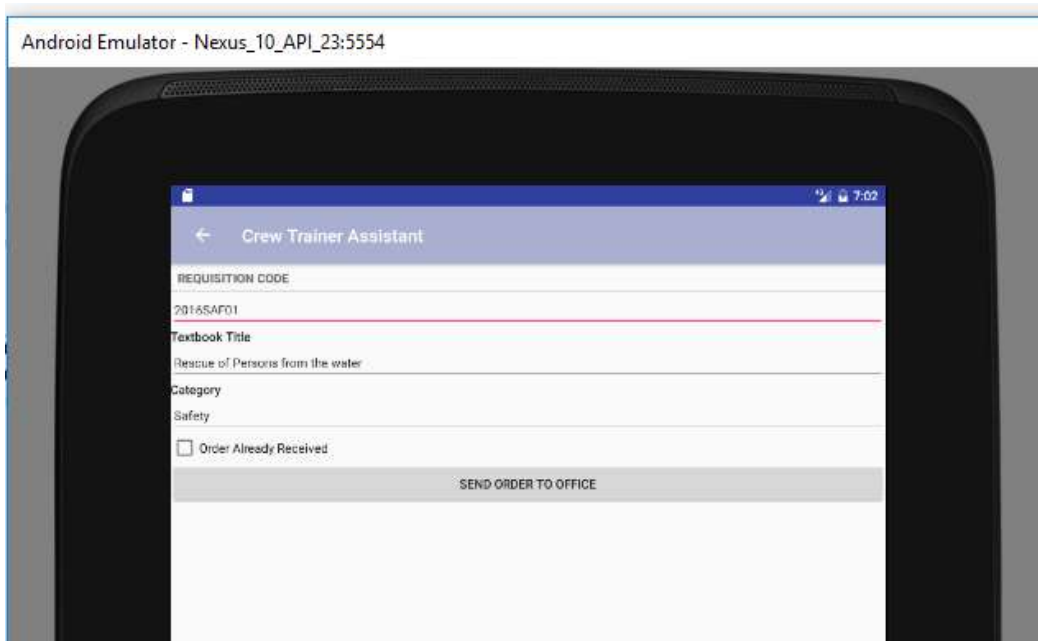 Android Emulator - Nexus_10_API_23:5554
7:02
Crew Trainer Assistant
REQUISITION CODE
2016SAF01
Textbook Title
Rescue of Persons from the water
Category
Safety
Order Already Received
SEND ORDER TO OFFICE